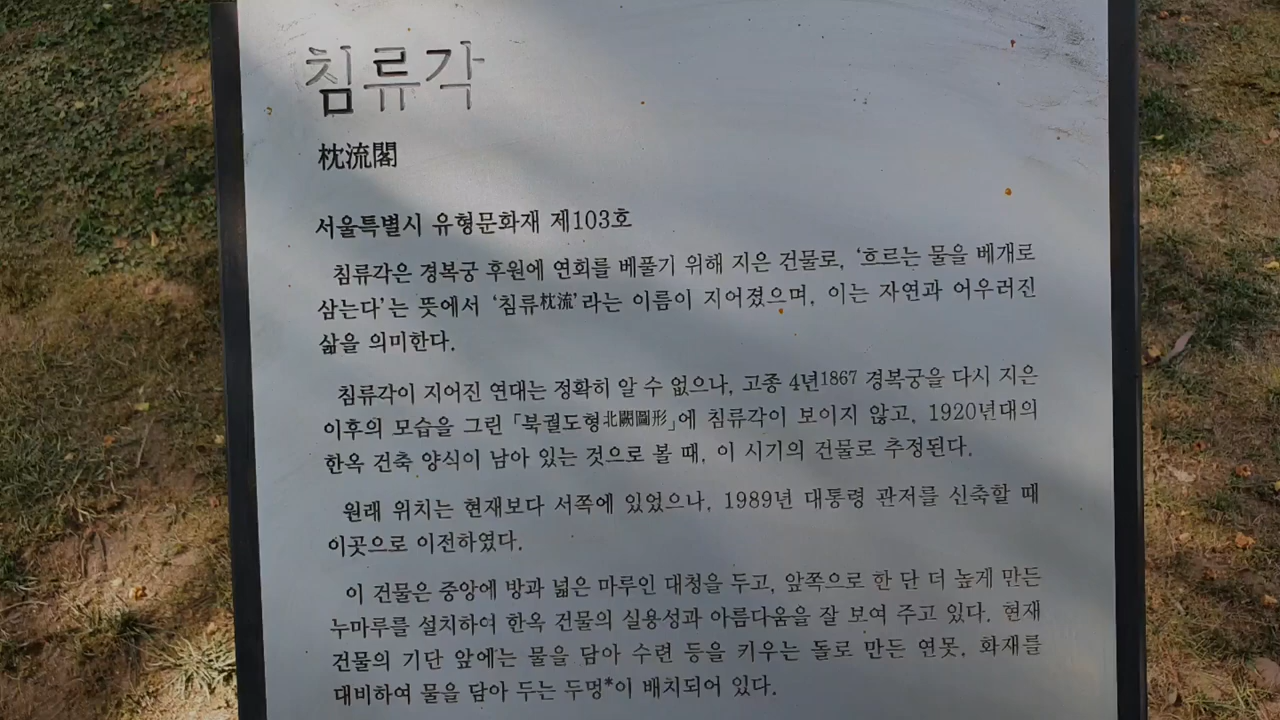 침류각
枕流閣
서울특별시 유형문화재 제103호
침류각은 경복궁 후원에 연회를 베풀기 위해 지은 건물로, ‘흐르는 물을 베개로
삼는다’는 뜻에서 ‘침류枕流’라는 이름이 지어졌으며, 이는 자연과 어우러진
삶을 의미한다.
침류각이 지어진 연대는 정확히 알 수 없으나, 고종 4년1867 경복궁을 다시 지은
이후의 모습을 그린 「북궐도형北闕圖形」에 침류각이 보이지 않고, 1920년대의
한옥 건축 양식이 남아 있는 것으로 볼 때, 이 시기의 건물로 추정된다.
원래 위치는 현재보다 서쪽에 있었으나, 1989년 대통령 관저를 신축할 때
이곳으로 이전하였다.
이 건물은 중앙에 방과 넓은 마루인 대청을 두고, 앞쪽으로 한 단 더 높게 만든
누마루를 설치하여 한옥 건물의 실용성과 아름다움을 잘 보여 주고 있다. 현재
건물의 기단 앞에는 물을 담아 수련 등을 키우는 돌로 만든 연못, 화재를
대비하여 물을 담아 두는 두멍*이 배치되어 있다.